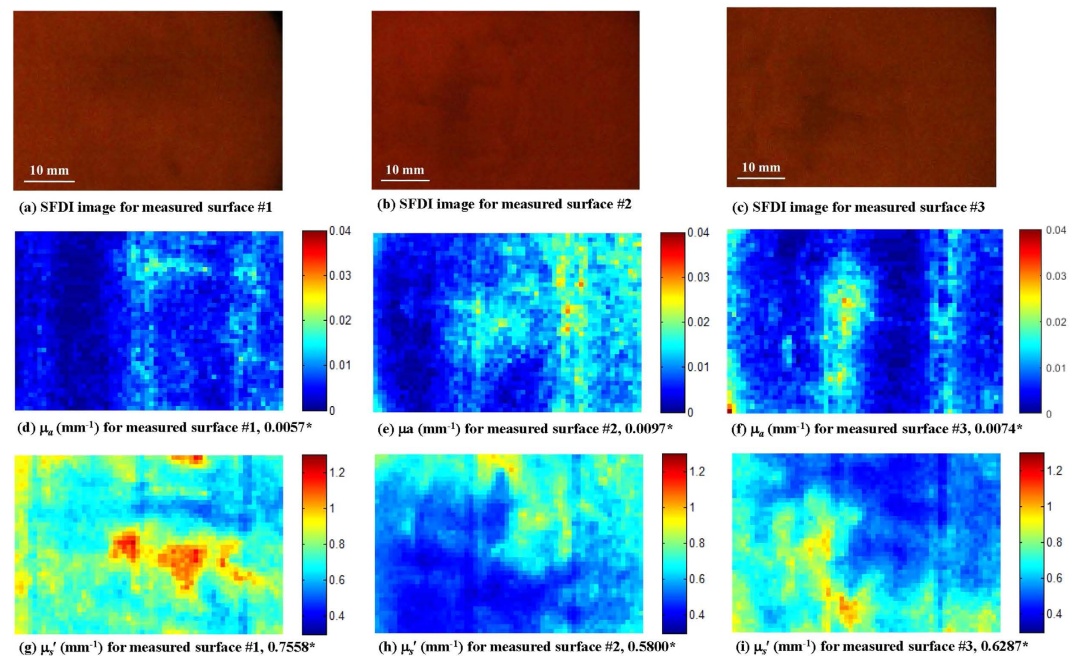 10 mm
10 mm
10 mm
(a) SFDI image for measured surface #1
(b) SFDI image for measured surface #2
(c) SFDI image for measured surface #3
0.04
0.03
0.02
0.01
0
0.04
0.03
0.02
0.01
0
0.04
0.03
0.02
0.01
0
(d) μa (mm⁻¹) for measured surface #1, 0.0057*
(e) μa (mm⁻¹) for measured surface #2, 0.0097*
(f) μa (mm⁻¹) for measured surface #3, 0.0074*
1.2
1
0.8
0.6
0.4
1.2
1
0.8
0.6
0.4
1.2
1
0.8
0.6
0.4
(g) μs′ (mm⁻¹) for measured surface #1, 0.7558*
(h) μs′ (mm⁻¹) for measured surface #2, 0.5800*
(i) μs′ (mm⁻¹) for measured surface #3, 0.6287*